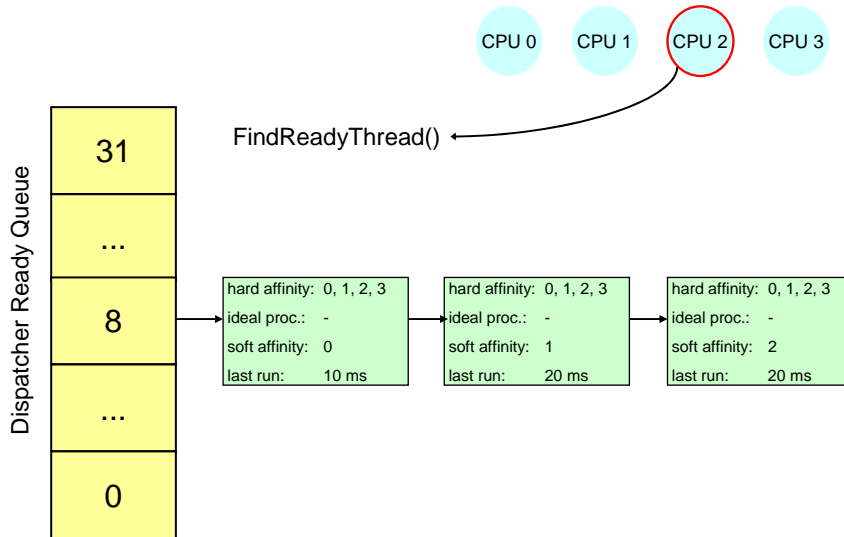 CPU 0
CPU 1
CPU 2
CPU 3
FindReadyThread()
Dispatcher Ready Queue
31
...
8
...
0
hard affinity: 0, 1, 2, 3
ideal proc.: -
soft affinity: 0
last run: 10 ms
hard affinity: 0, 1, 2, 3
ideal proc.: -
soft affinity: 1
last run: 20 ms
hard affinity: 0, 1, 2, 3
ideal proc.: -
soft affinity: 2
last run: 20 ms